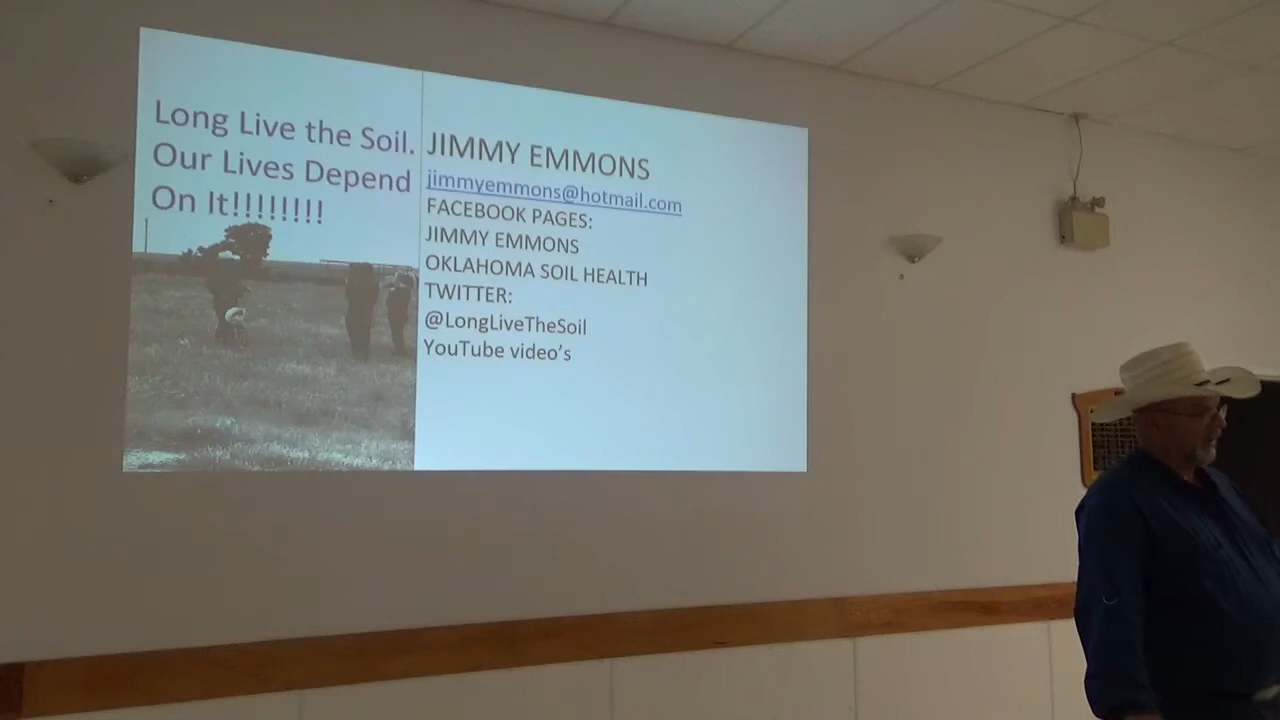 Long Live the Soil.
Our Lives Depend
On It!!!!!!!!
JIMMY EMMONS
jimmyemmons@hotmail.com
FACEBOOK PAGES:
JIMMY EMMONS
OKLAHOMA SOIL HEALTH
TWITTER:
@LongLiveTheSoil
YouTube video's